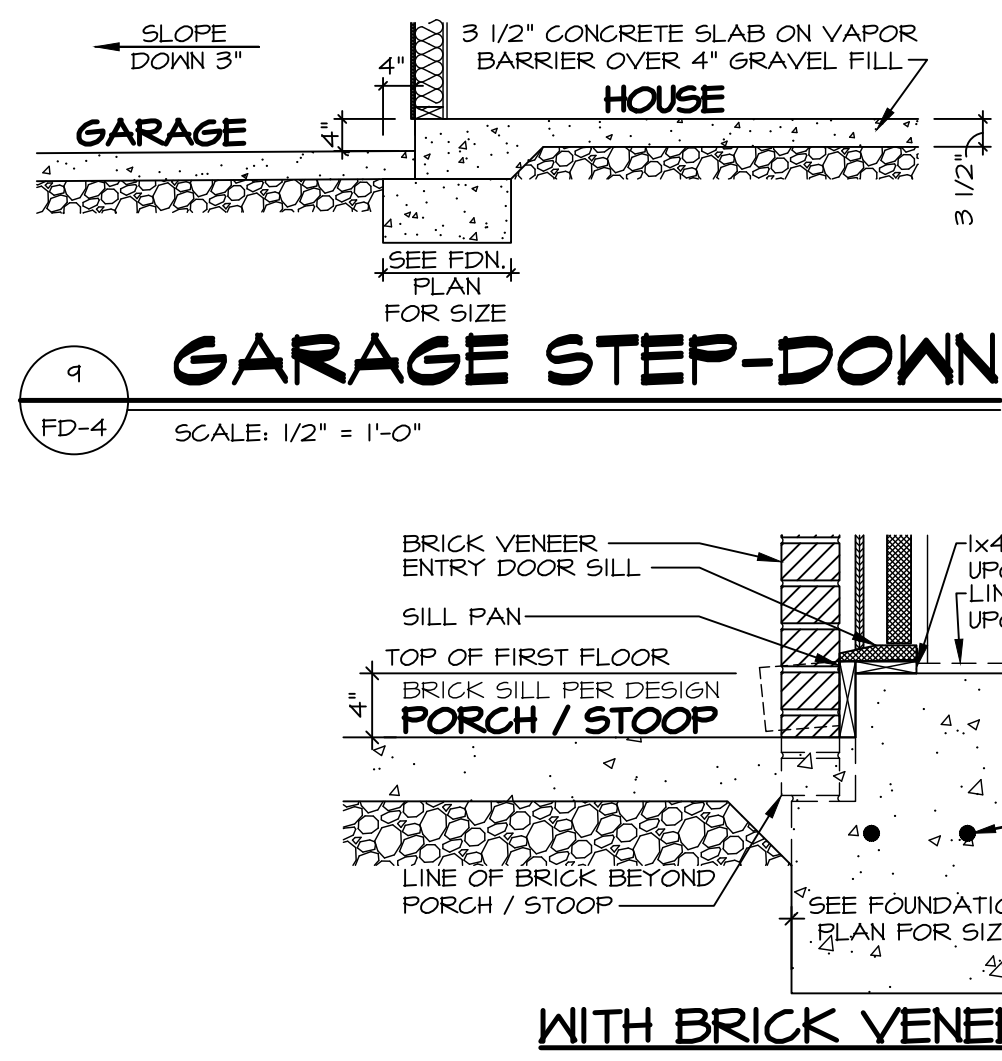 SLOPE
DOWN 3"
3 1/2" CONCRETE SLAB ON VAPOR
BARRIER OVER 4" GRAVEL FILL
4"
HOUSE
GARAGE
4"
3 1/2"
SEE FDN.
PLAN
FOR SIZE
9
FD-4
GARAGE STEP-DOWN
SCALE: 1/2" = 1'-0"
BRICK VENEER
ENTRY DOOR SILL
SILL PAN
TOP OF FIRST FLOOR
BRICK SILL PER DESIGN
PORCH / STOOP
4"
1x4
LINE OF BRICK BEYOND
PORCH / STOOP
SEE
PLAN FOR
WITH BRICK